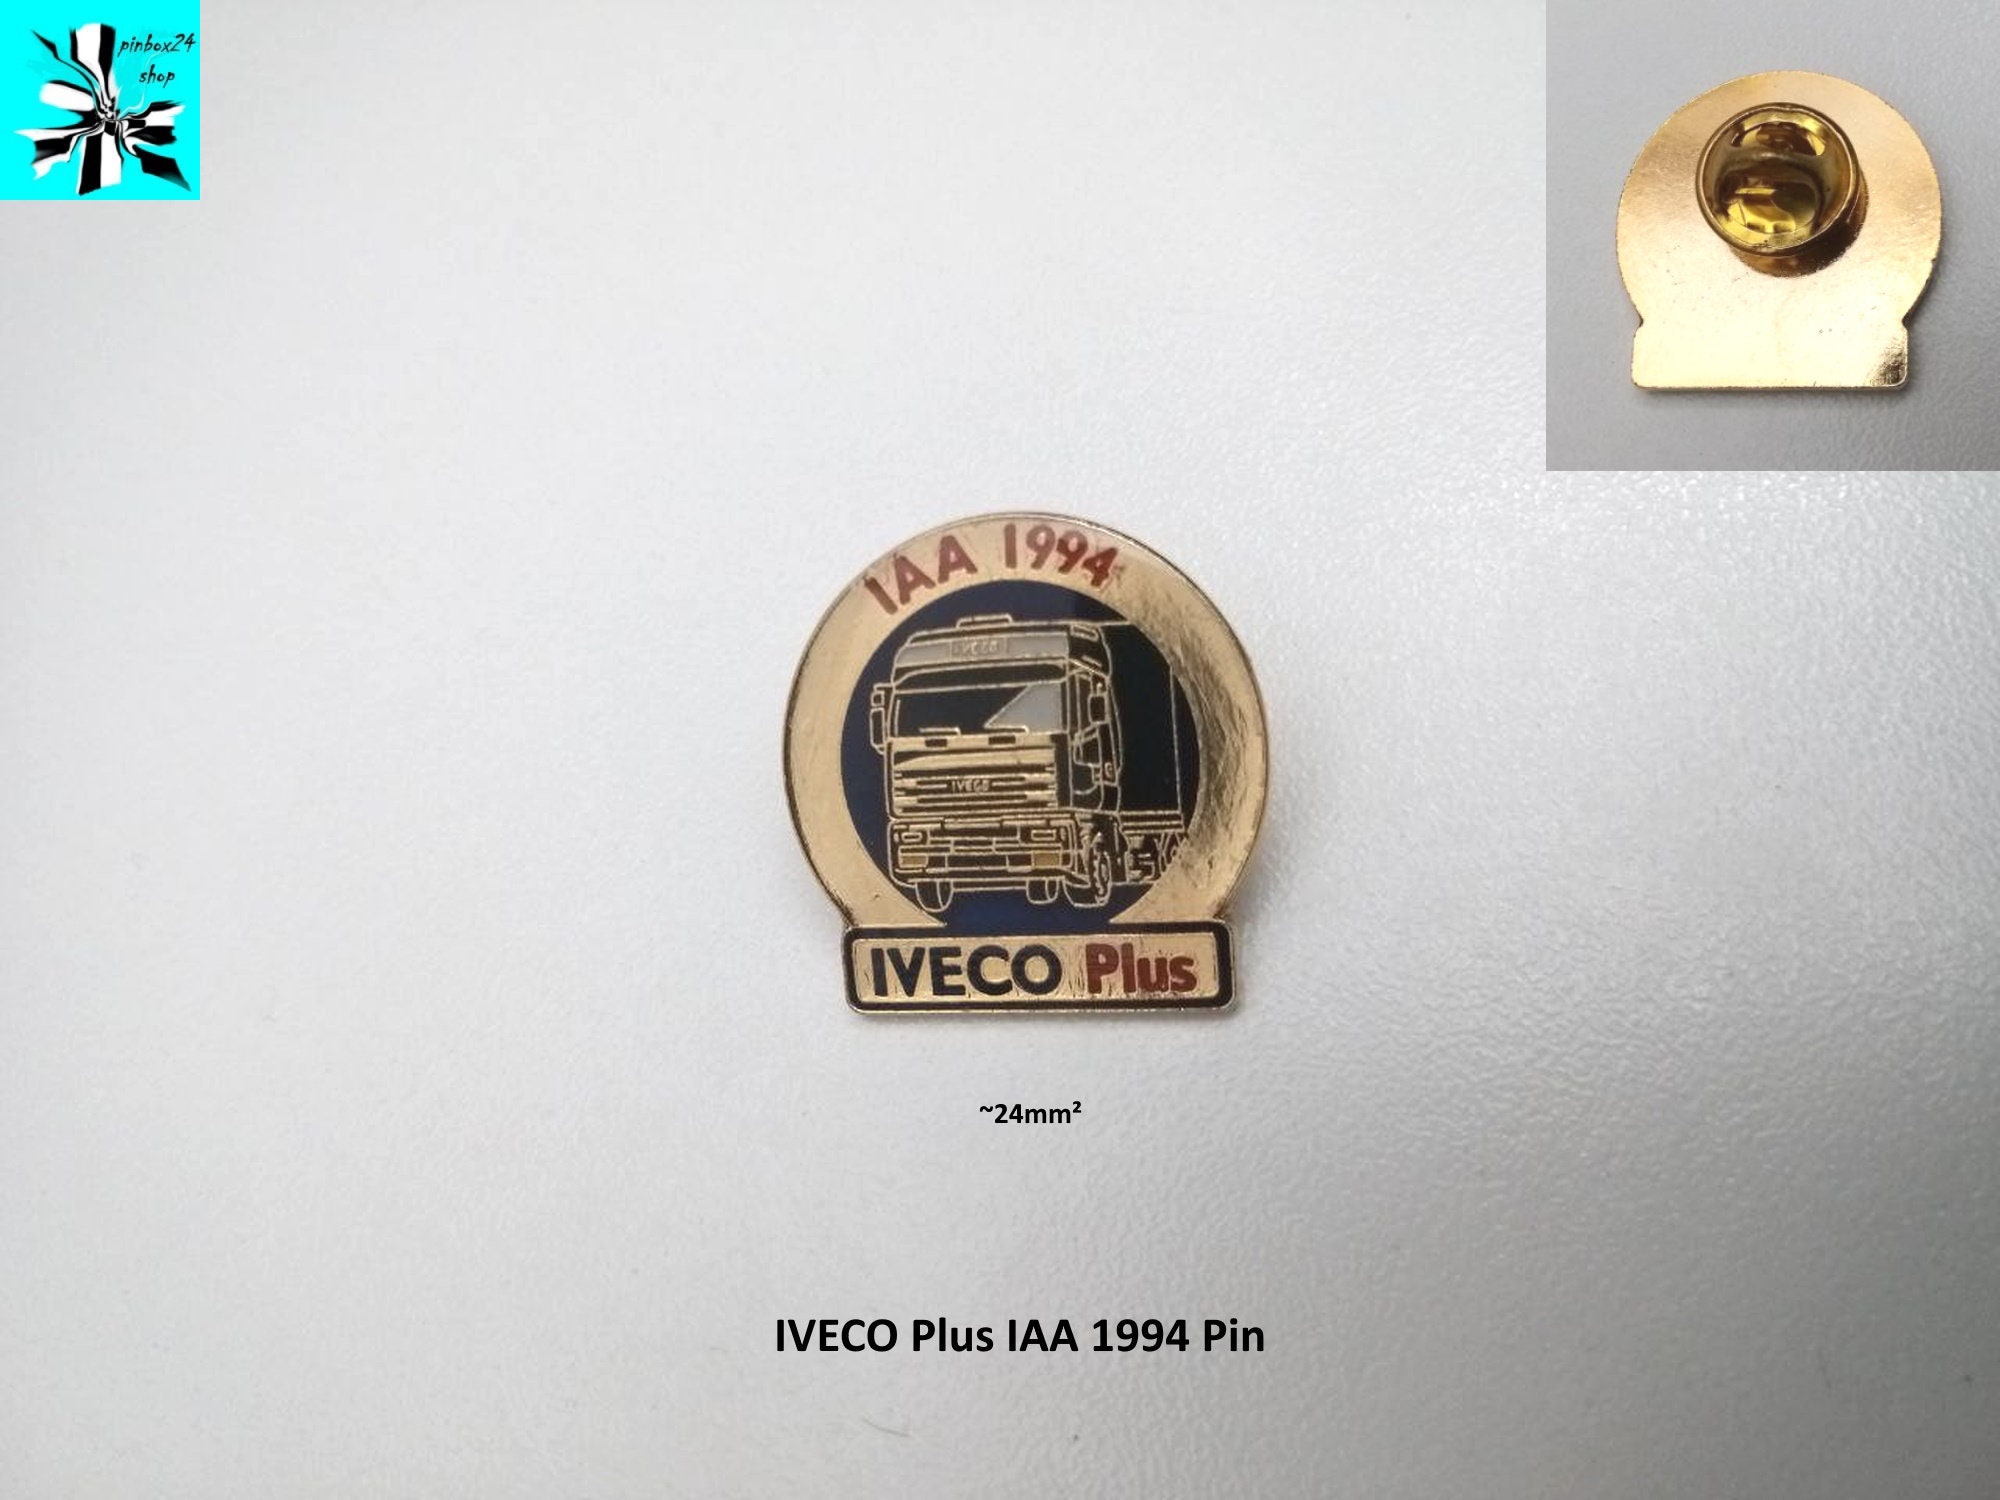 pinbox24
shop
IAA 1994
IVECO
IVECO
IVECO Plus
~24mm²
IVECO Plus IAA 1994 Pin